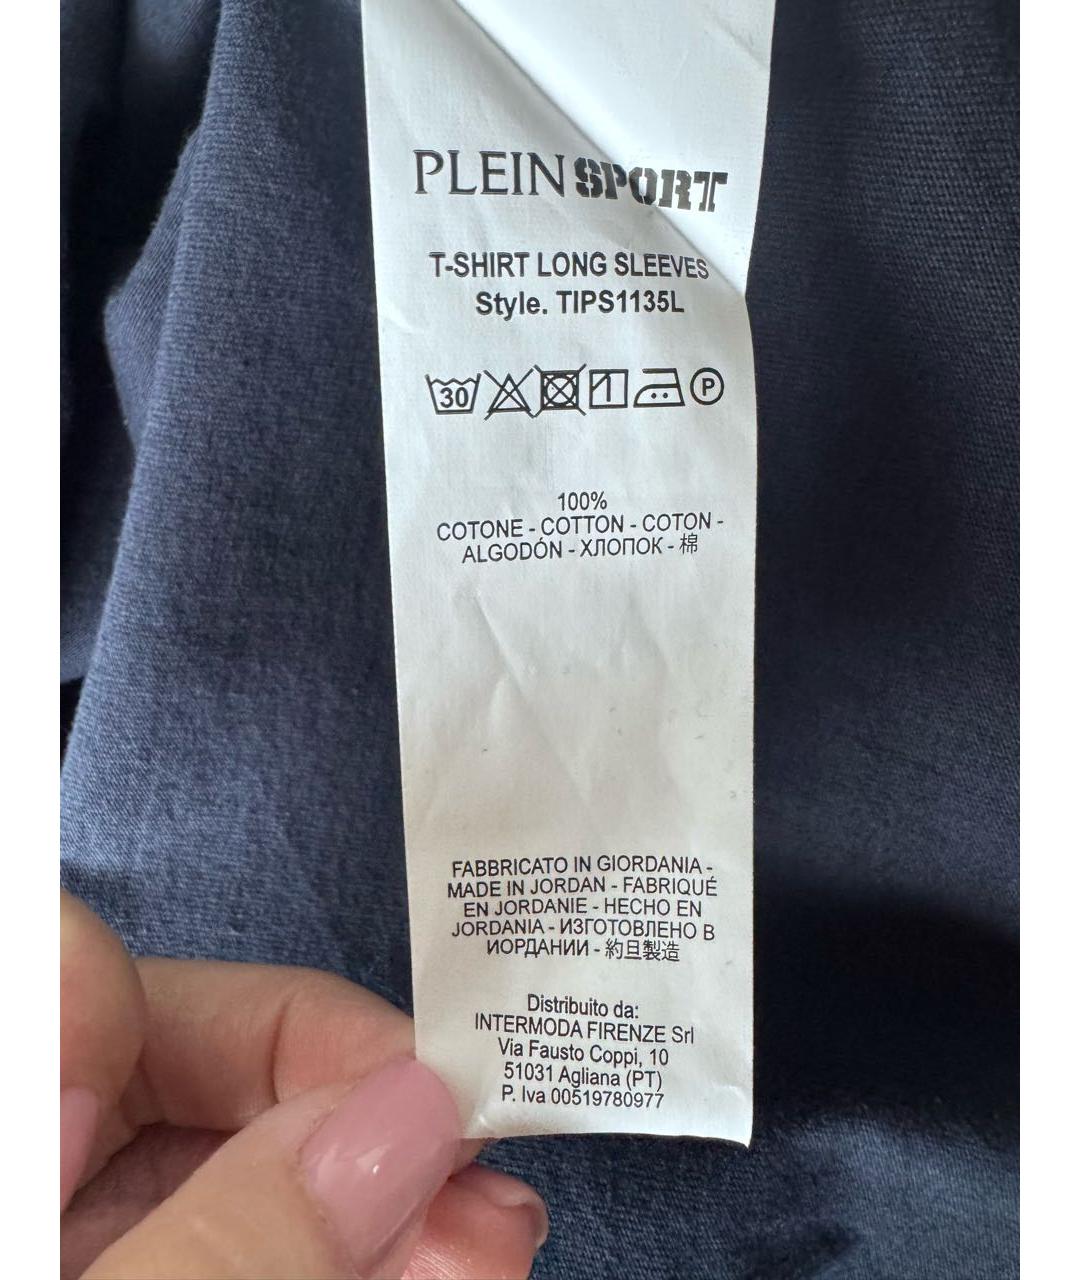 PLEIN SPORT
T-SHIRT LONG SLEEVES
Style. TIPS1135L
30 P
100%
COTONE - COTTON - COTON -
ALGODÓN - ХЛОПОК - 棉
FABBRICATO IN GIORDANIA -
MADE IN JORDAN - FABRIQUÉ
EN JORDANIE - HECHO EN
JORDANIA - ИЗГОТОВЛЕНО В
ИОРДАНИИ - 約旦製造
Distribuito da:
INTERMODA FIRENZE Srl
Via Fausto Coppi, 10
51031 Agliana (PT)
P. Iva 00519780977